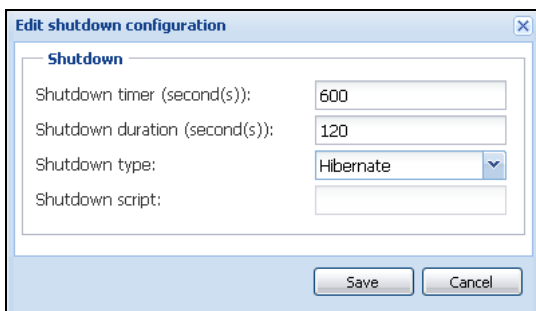 Edit shutdown configuration
Shutdown
Shutdown timer (second(s)): 600
Shutdown duration (second(s)): 120
Shutdown type: Hibernate
Shutdown script:
Save Cancel